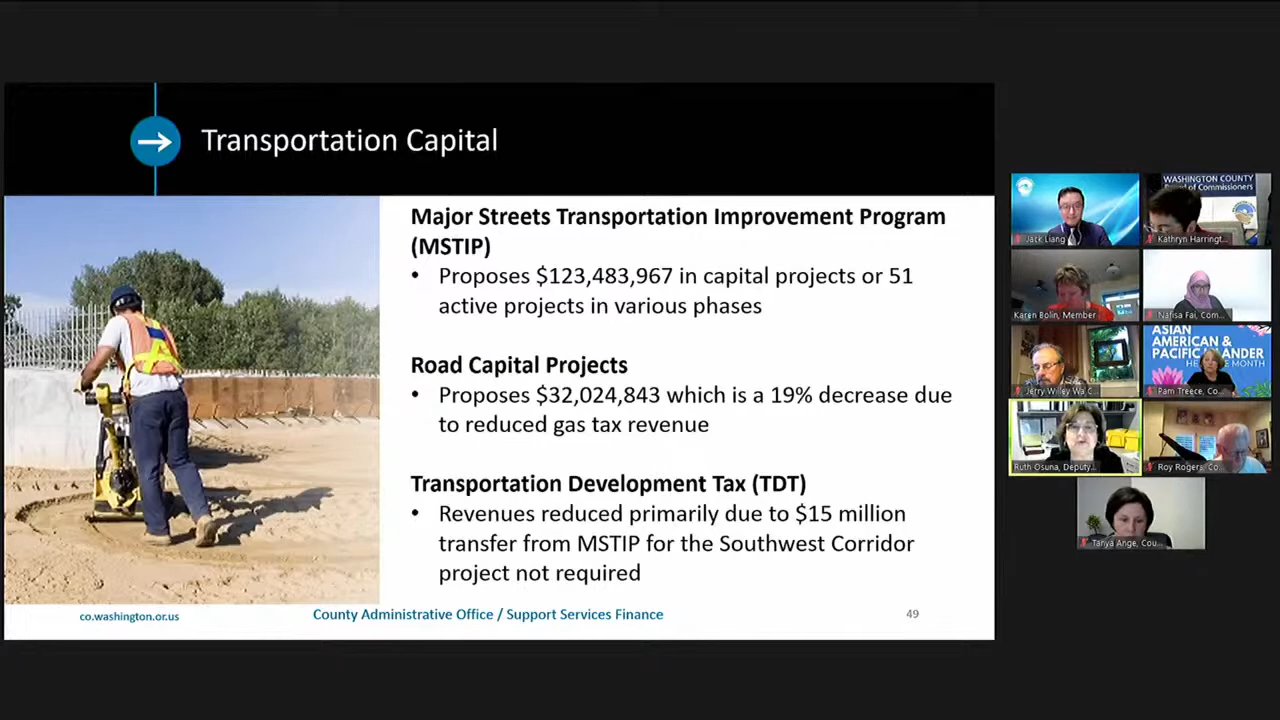 Transportation Capital
Major Streets Transportation Improvement Program
(MSTIP)
• Proposes $123,483,967 in capital projects or 51
active projects in various phases
Road Capital Projects
• Proposes $32,024,843 which is a 19% decrease due
to reduced gas tax revenue
Transportation Development Tax (TDT)
• Revenues reduced primarily due to $15 million
transfer from MSTIP for the Southwest Corridor
project not required
co.washington.or.us
County Administrative Office / Support Services Finance
49
Jack Liang
WASHINGTON COUNTY
Board of Commissioners
Kathryn Harringt...
Karen Bolin, Member
Nafisa Fai, Com...
Jerry Willey Wa C...
ASIAN
AMERICAN &
PACIFIC ISLANDER
HERITAGE MONTH
Pam Treece, Co...
Ruth Osuna, Deputy...
Roy Rogers, Co...
Tanya Ange, Cou...